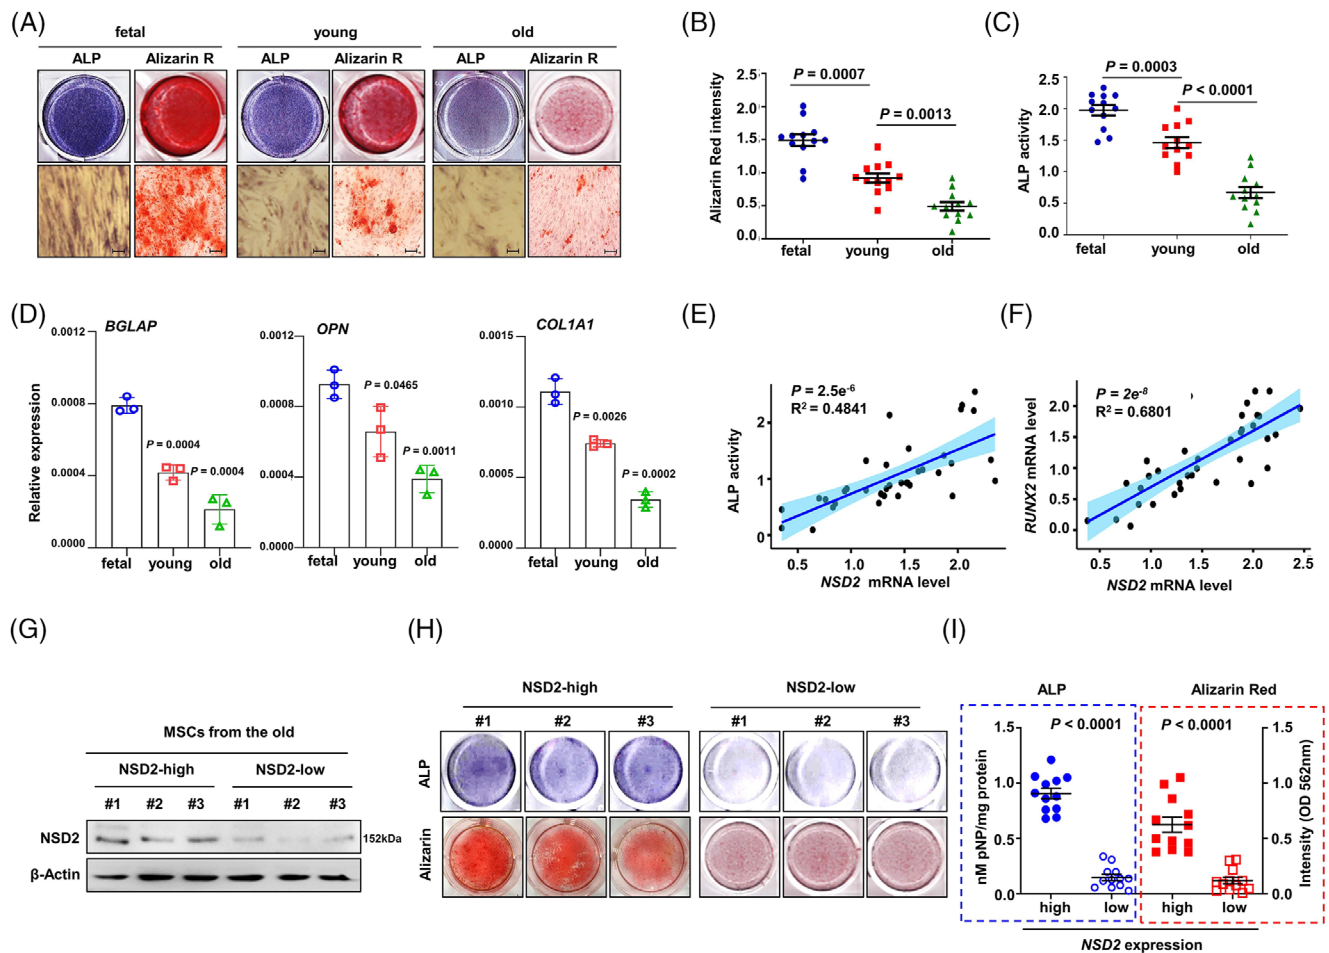 (A)
fetal young old
ALP Alizarin R ALP Alizarin R ALP Alizarin R
(B)
Alizarin Red intensity
2.5
2.0
1.5
1.0
0.5
0.0
P = 0.0007
P = 0.0013
fetal young old
(C)
ALP activity
2.5
2.0
1.5
1.0
0.5
0.0
P = 0.0003
P < 0.0001
fetal young old
(D)
Relative expression
BGLAP
0.0012
0.0008
0.0004
0.0000
P = 0.0004
P = 0.0004
fetal young old
OPN
0.0012
0.0008
0.0004
0.0000
P = 0.0465
P = 0.0011
fetal young old
COL1A1
0.0015
0.0010
0.0005
0.0000
P = 0.0026
P = 0.0002
fetal young old
(E)
P = 2.5e-6
R2 = 0.4841
ALP activity
2
1
0
0.5 1.0 1.5 2.0
NSD2 mRNA level
(F)
P = 2e-8
R2 = 0.6801
RUNX2 mRNA level
2.0
1.5
1.0
0.5
0.0
0.5 1.0 1.5 2.0 2.5
NSD2 mRNA level
(G)
MSCs from the old
NSD2-high NSD2-low
#1 #2 #3 #1 #2 #3
NSD2 152kDa
β-Actin
(H)
NSD2-high NSD2-low
#1 #2 #3 #1 #2 #3
ALP
Alizarin
(I)
ALP Alizarin Red
P < 0.0001 P < 0.0001
nM pNP/mg protein
1.5
1.0
0.5
0.0
1.5
1.0
0.5
0.0
Intensity (OD 562nm)
high low high low
NSD2 expression